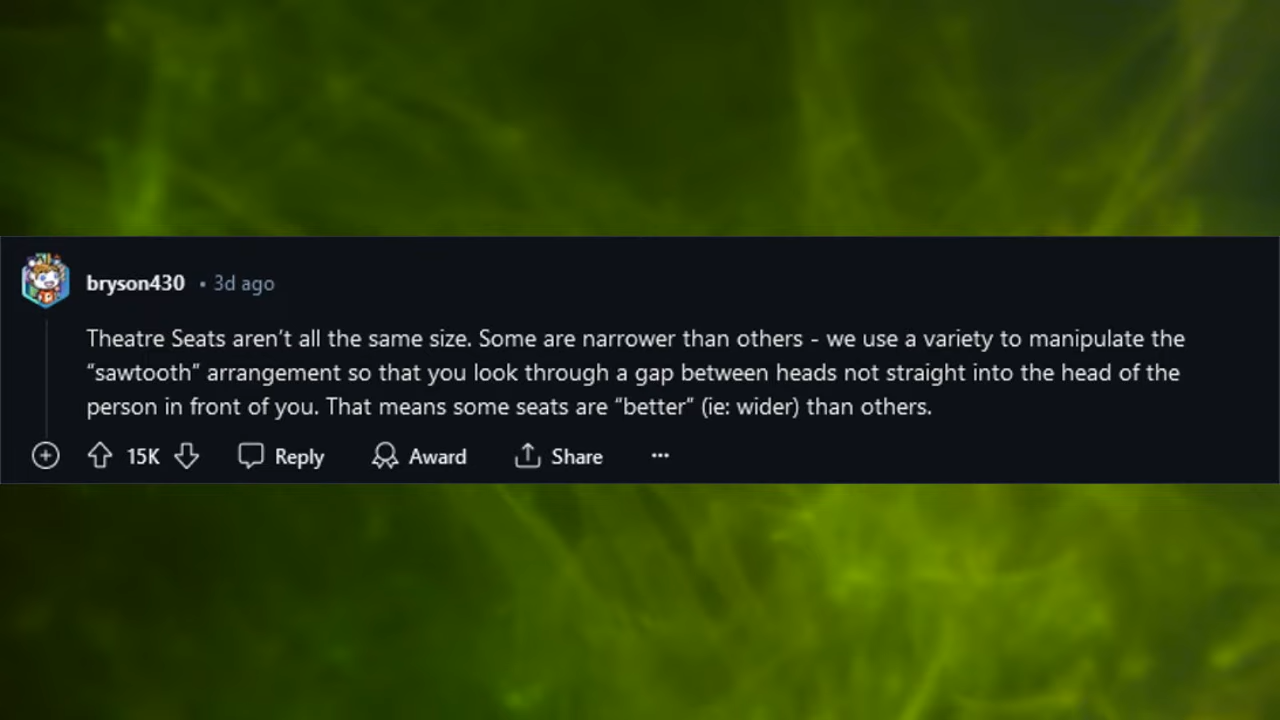 bryson430 • 3d ago
Theatre Seats aren’t all the same size. Some are narrower than others - we use a variety to manipulate the
“sawtooth” arrangement so that you look through a gap between heads not straight into the head of the
person in front of you. That means some seats are “better” (ie: wider) than others.
15K Reply Award Share ···